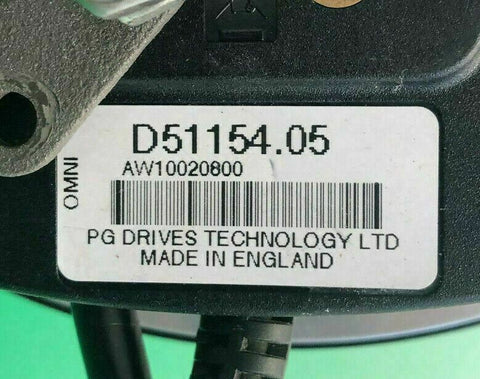 D51154.05
AW10020800
OMNI
PG DRIVES TECHNOLOGY LTD
MADE IN ENGLAND